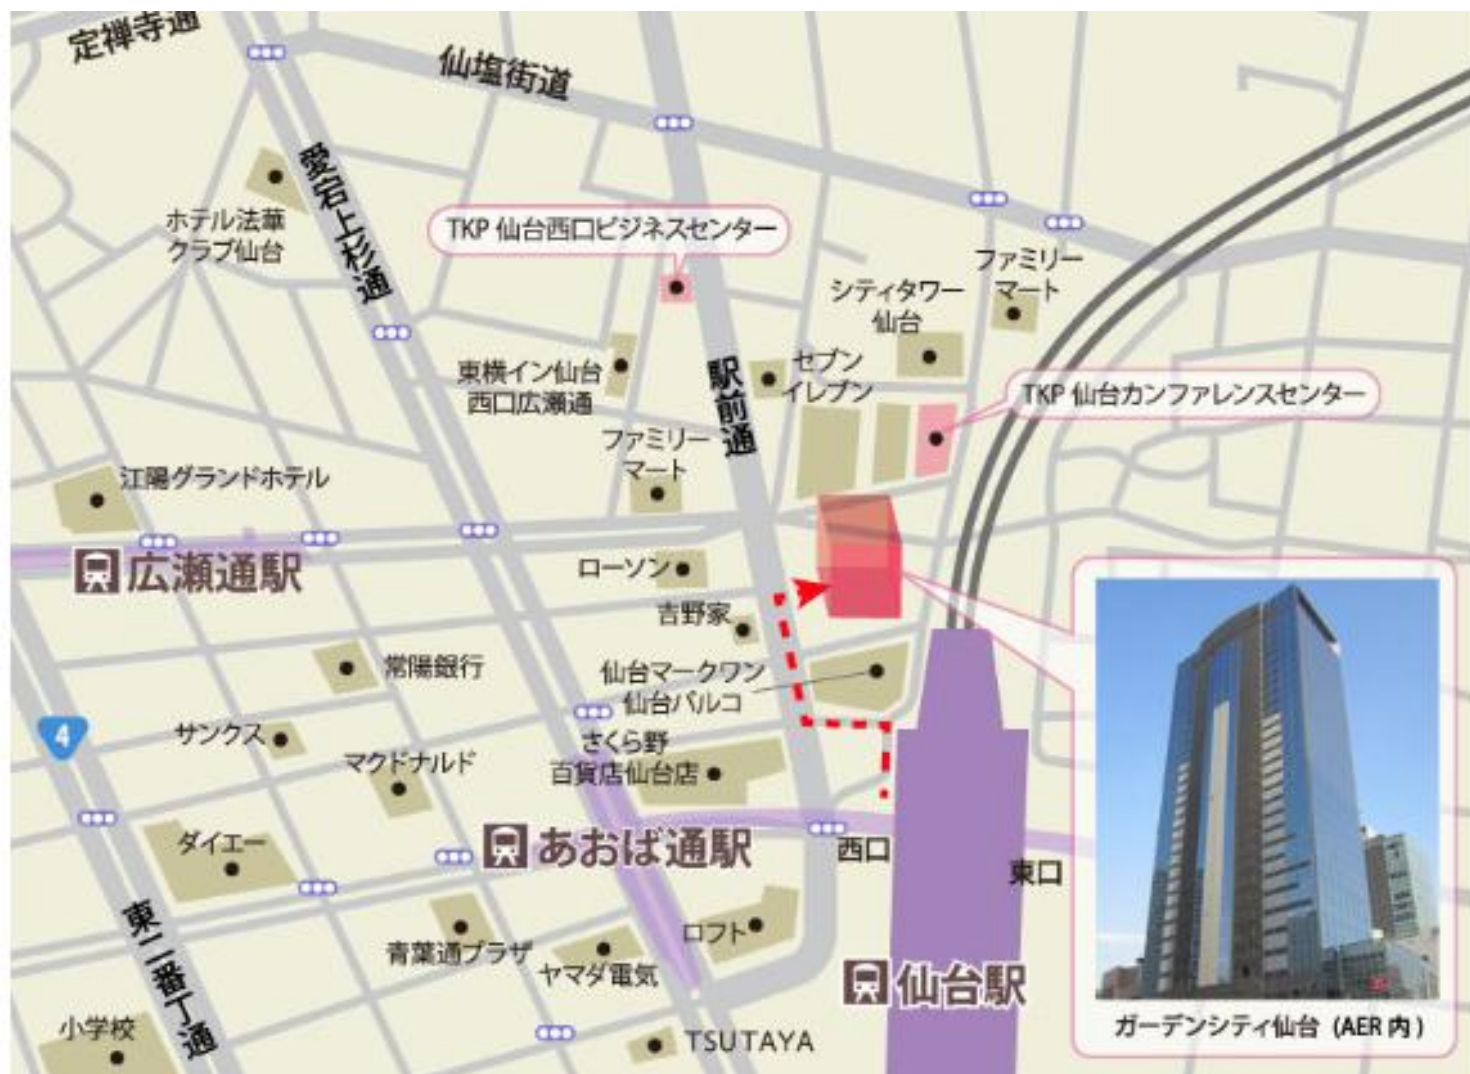 定禅寺通
仙塩街道
愛宕上杉通
ホテル法華
クラブ仙台
TKP 仙台西口ビジネスセンター
ファミリー
マート
シティタワー
仙台
東横イン仙台
西口広瀬通
駅前通
セブン
イレブン
TKP 仙台カンファレンスセンター
ファミリー
マート
江陽グランドホテル
広瀬通駅
ローソン
吉野家
常陽銀行
仙台マークワン
仙台パルコ
4
サンクス
さくら野
百貨店仙台店
マクドナルド
ダイエー
あおば通駅
西口
東口
東二番丁通
青葉通プラザ
ヤマダ電気
ロフト
仙台駅
小学校
TSUTAYA
ガーデンシティ仙台 (AER 内)